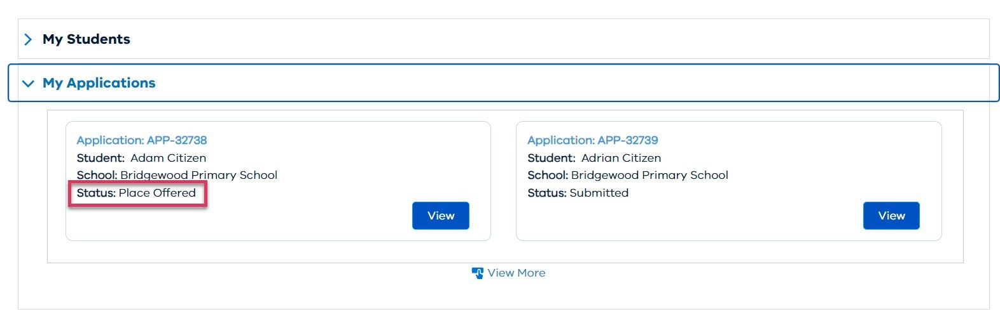 My Students
My Applications
Application: APP-32738
Student: Adam Citizen
School: Bridgewood Primary School
Status: Place Offered
View
Application: APP-32739
Student: Adrian Citizen
School: Bridgewood Primary School
Status: Submitted
View
View More